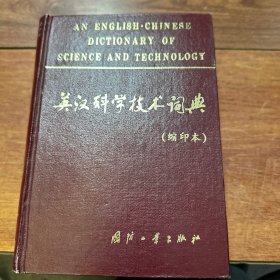 AN ENGLISH-CHINESE
DICTIONARY OF
SCIENCE AND TECHNOLOGY
英汉科学技术词典
(缩印本)
国防工业出版社